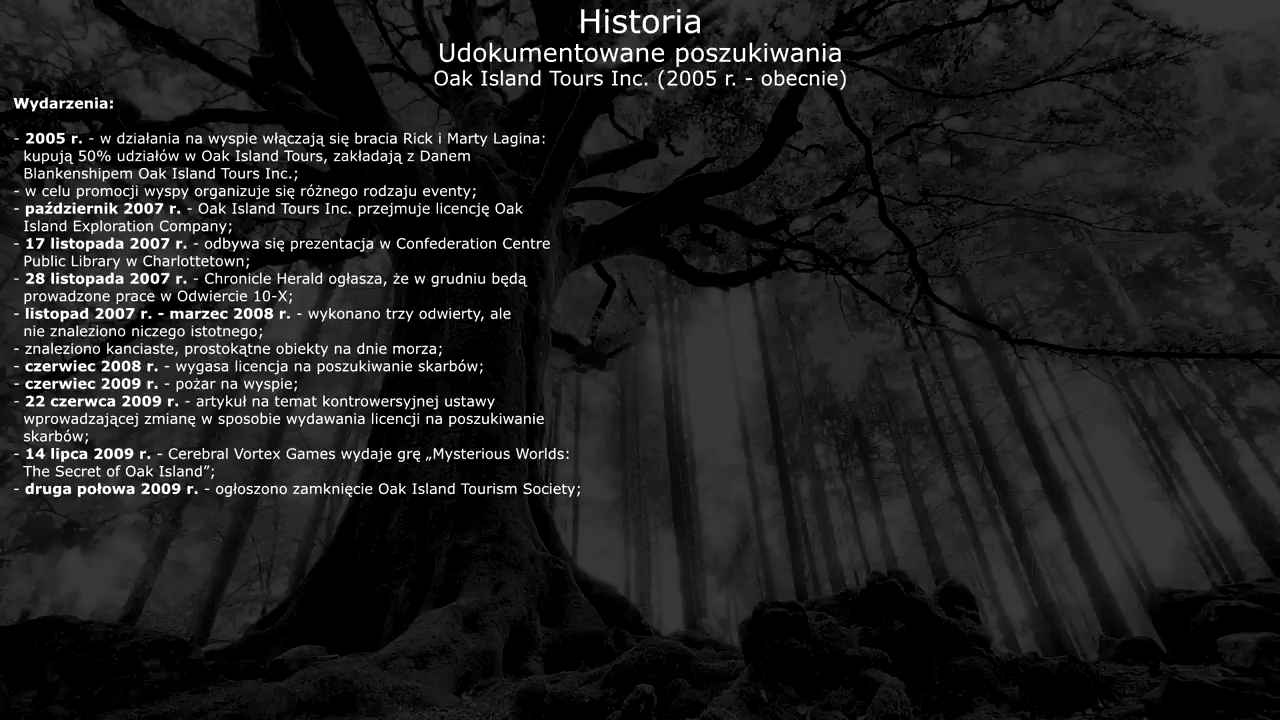 Historia
Udokumentowane poszukiwania
Oak Island Tours Inc. (2005 r. - obecnie)
Wydarzenia:
- 2005 r. - w działania na wyspie włączają się bracia Rick i Marty Lagina:
kupują 50% udziałów w Oak Island Tours, zakładają z Danem
Blankenshipem Oak Island Tours Inc.;
- w celu promocji wyspy organizuje się różnego rodzaju eventy;
- październik 2007 r. - Oak Island Tours Inc. przejmuje licencję Oak
Island Exploration Company;
- 17 listopada 2007 r. - odbywa się prezentacja w Confederation Centre
Public Library w Charlottetown;
- 28 listopada 2007 r. - Chronicle Herald ogłasza, że w grudniu będą
prowadzone prace w Odwiercie 10-X;
- listopad 2007 r. - marzec 2008 r. - wykonano trzy odwierty, ale
nie znaleziono niczego istotnego;
- znaleziono kanciaste, prostokątne obiekty na dnie morza;
- czerwiec 2008 r. - wygasa licencja na poszukiwanie skarbów;
- czerwiec 2009 r. - pożar na wyspie;
- 22 czerwca 2009 r. - artykuł na temat kontrowersyjnej ustawy
wprowadzającej zmianę w sposobie wydawania licencji na poszukiwanie
skarbów;
- 14 lipca 2009 r. - Cerebral Vortex Games wydaje grę „Mysterious Worlds:
The Secret of Oak Island”;
- druga połowa 2009 r. - ogłoszono zamknięcie Oak Island Tourism Society;